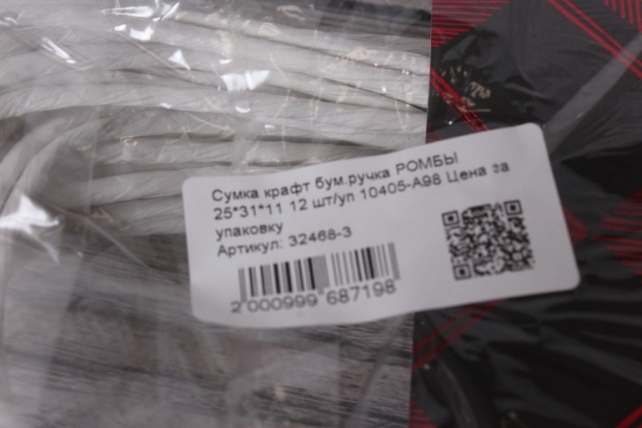 Сумка крафт бум.ручка РОМБЫ
25*31*11 12 шт/уп 10405-А98 Цена за
упаковку
Артикул: 32468-3
2 000999 687198